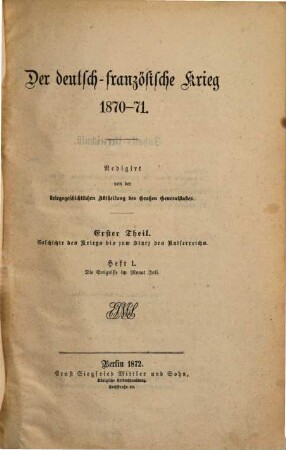 Der deutsch-französische Krieg
1870–71.
Redigirt
von der
kriegsgeschichtlichen Abtheilung des Großen Generalstabes.
Erster Theil.
Geschichte des Kriegs bis zum Sturz des Kaiserreichs.
Heft 1.
Die Ereignisse im Monat Juli.
Berlin 1872.
Ernst Siegfried Mittler und Sohn,
Königliche Hofbuchhandlung.
Kochstraße